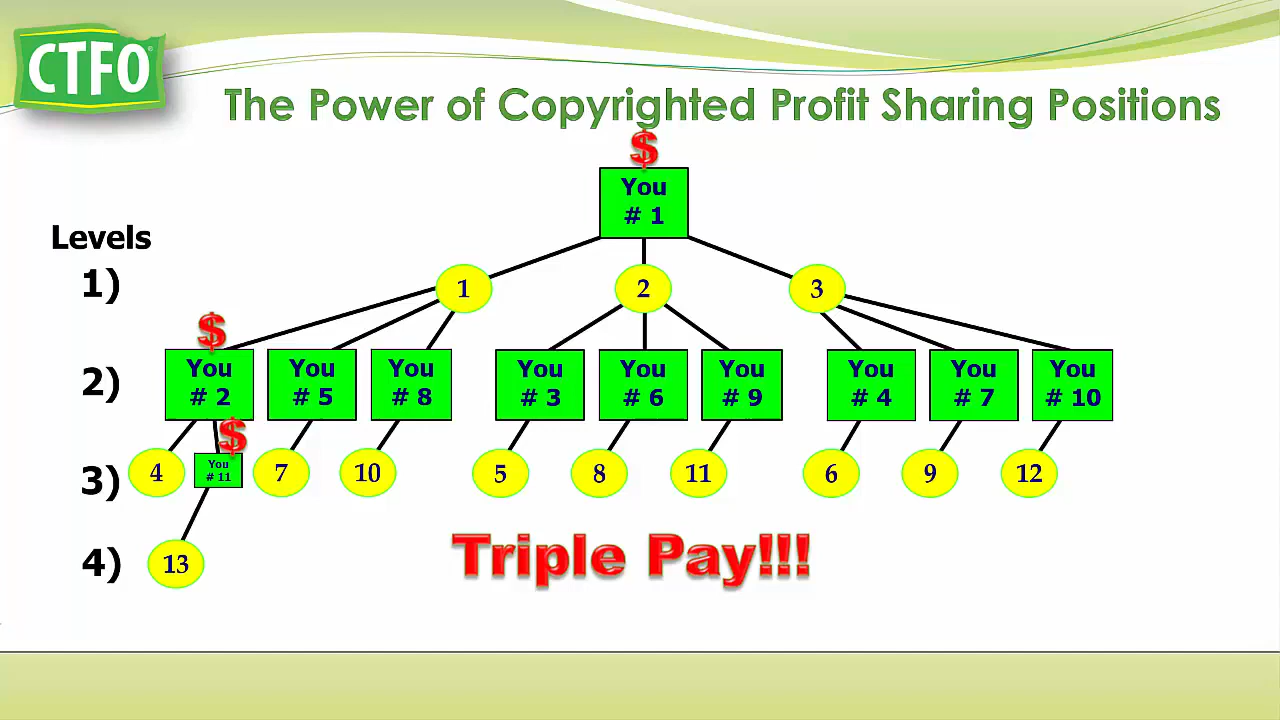 CTFO®
The Power of Copyrighted Profit Sharing Positions
$
You
# 1
Levels
1)
1
2
3
$
2)
You
# 2
You
# 5
You
# 8
You
# 3
You
# 6
You
# 9
You
# 4
You
# 7
You
# 10
$
3)
4
You
# 11
7
10
5
8
11
6
9
12
4)
13
Triple Pay!!!